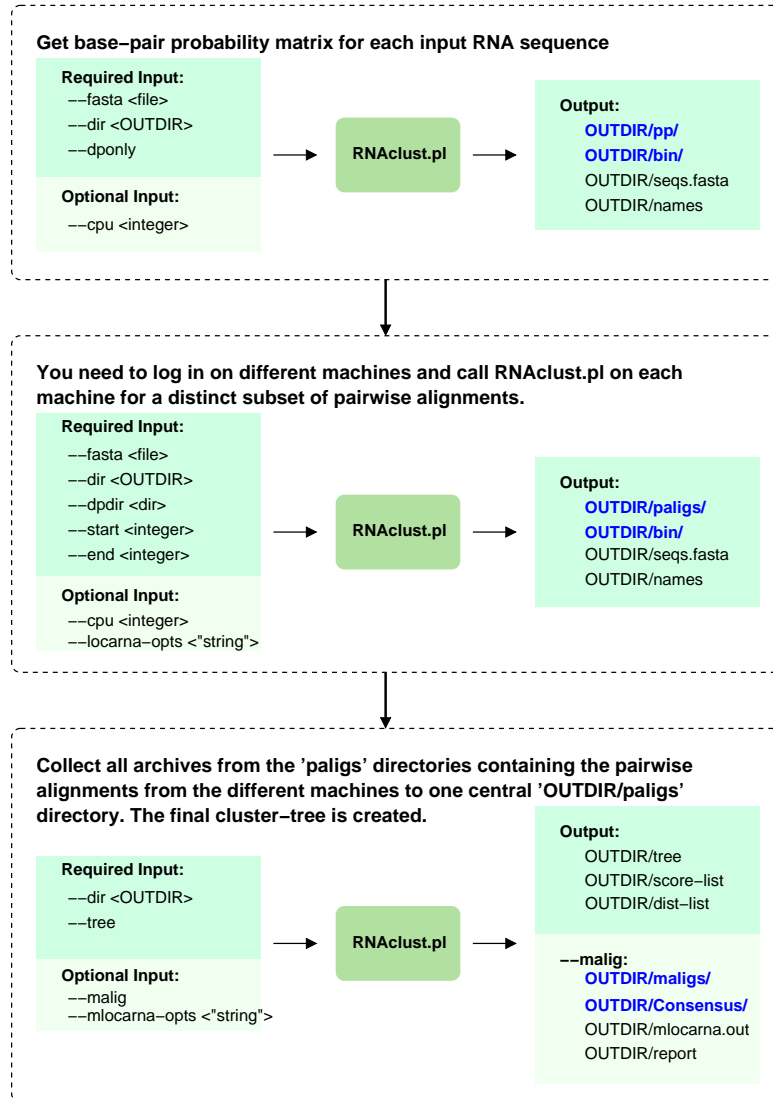 Get base−pair probability matrix for each input RNA sequence
Required Input:
−−fasta <file>
−−dir <OUTDIR>
−−dponly
Optional Input:
−−cpu <integer>
RNAclust.pl
Output:
OUTDIR/pp/
OUTDIR/bin/
OUTDIR/seqs.fasta
OUTDIR/names
You need to log in on different machines and call RNAclust.pl on each
machine for a distinct subset of pairwise alignments.
Required Input:
−−fasta <file>
−−dir <OUTDIR>
−−dpdir <dir>
−−start <integer>
−−end <integer>
Optional Input:
−−cpu <integer>
−−locarna-opts <"string">
RNAclust.pl
Output:
OUTDIR/paligs/
OUTDIR/bin/
OUTDIR/seqs.fasta
OUTDIR/names
Collect all archives from the ’paligs’ directories containing the pairwise
alignments from the different machines to one central ’OUTDIR/paligs’
directory. The final cluster−tree is created.
Required Input:
−−dir <OUTDIR>
−−tree
Optional Input:
−−malig
−−mlocarna-opts <"string">
RNAclust.pl
Output:
OUTDIR/tree
OUTDIR/score−list
OUTDIR/dist−list
−−malig:
OUTDIR/maligs/
OUTDIR/Consensus/
OUTDIR/mlocarna.out
OUTDIR/report